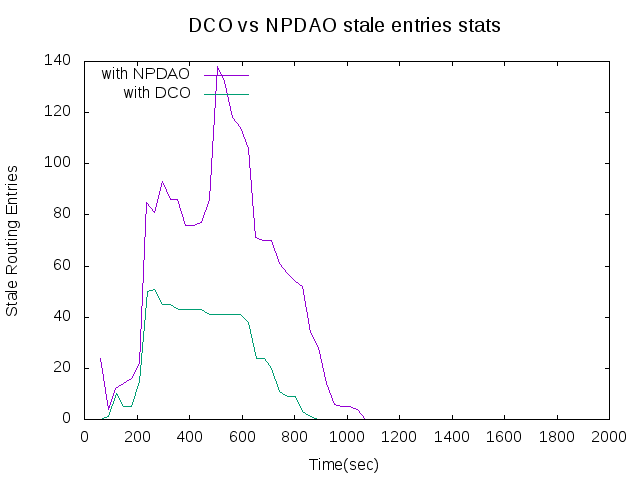 DCO vs NPDAO stale entries stats
with NPDAO
with DCO
Stale Routing Entries
140
120
100
80
60
40
20
0
0 200 400 600 800 1000 1200 1400 1600 1800 2000
Time(sec)